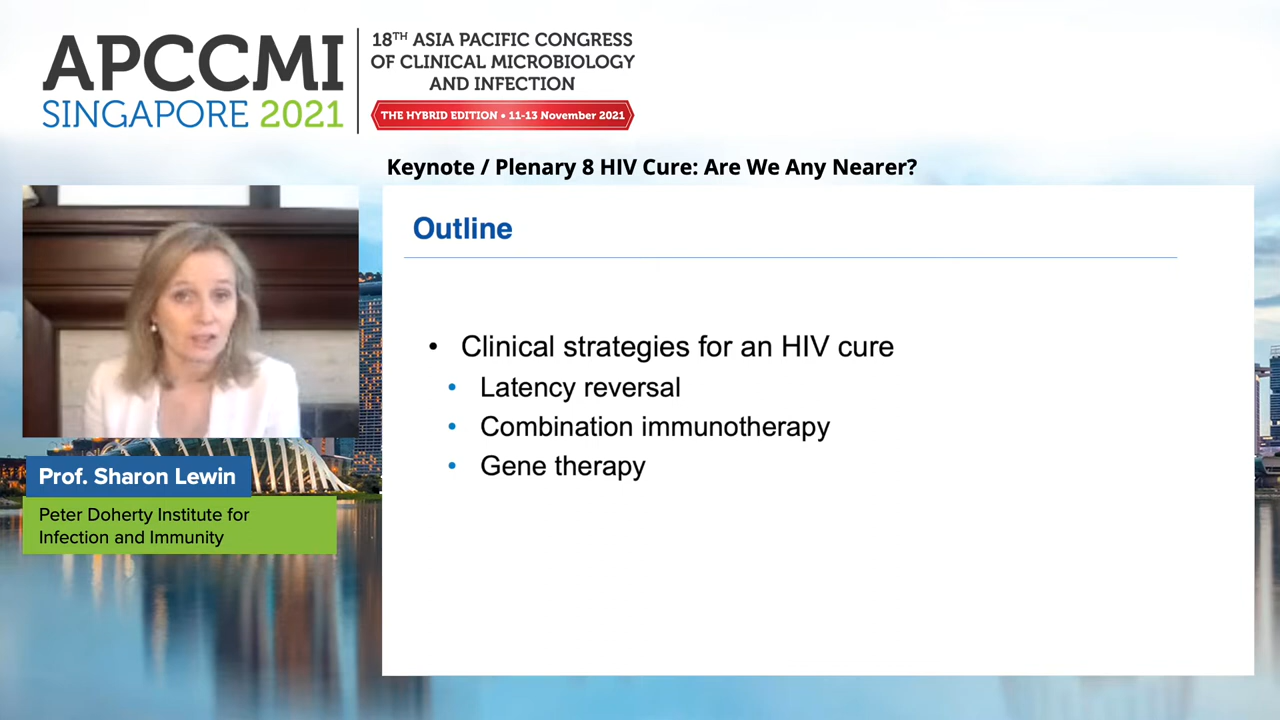 APCCMI
SINGAPORE 2021
18TH ASIA PACIFIC CONGRESS
OF CLINICAL MICROBIOLOGY
AND INFECTION
THE HYBRID EDITION • 11-13 November 2021
Keynote / Plenary 8 HIV Cure: Are We Any Nearer?
Outline
• Clinical strategies for an HIV cure
• Latency reversal
• Combination immunotherapy
• Gene therapy
Prof. Sharon Lewin
Peter Doherty Institute for
Infection and Immunity